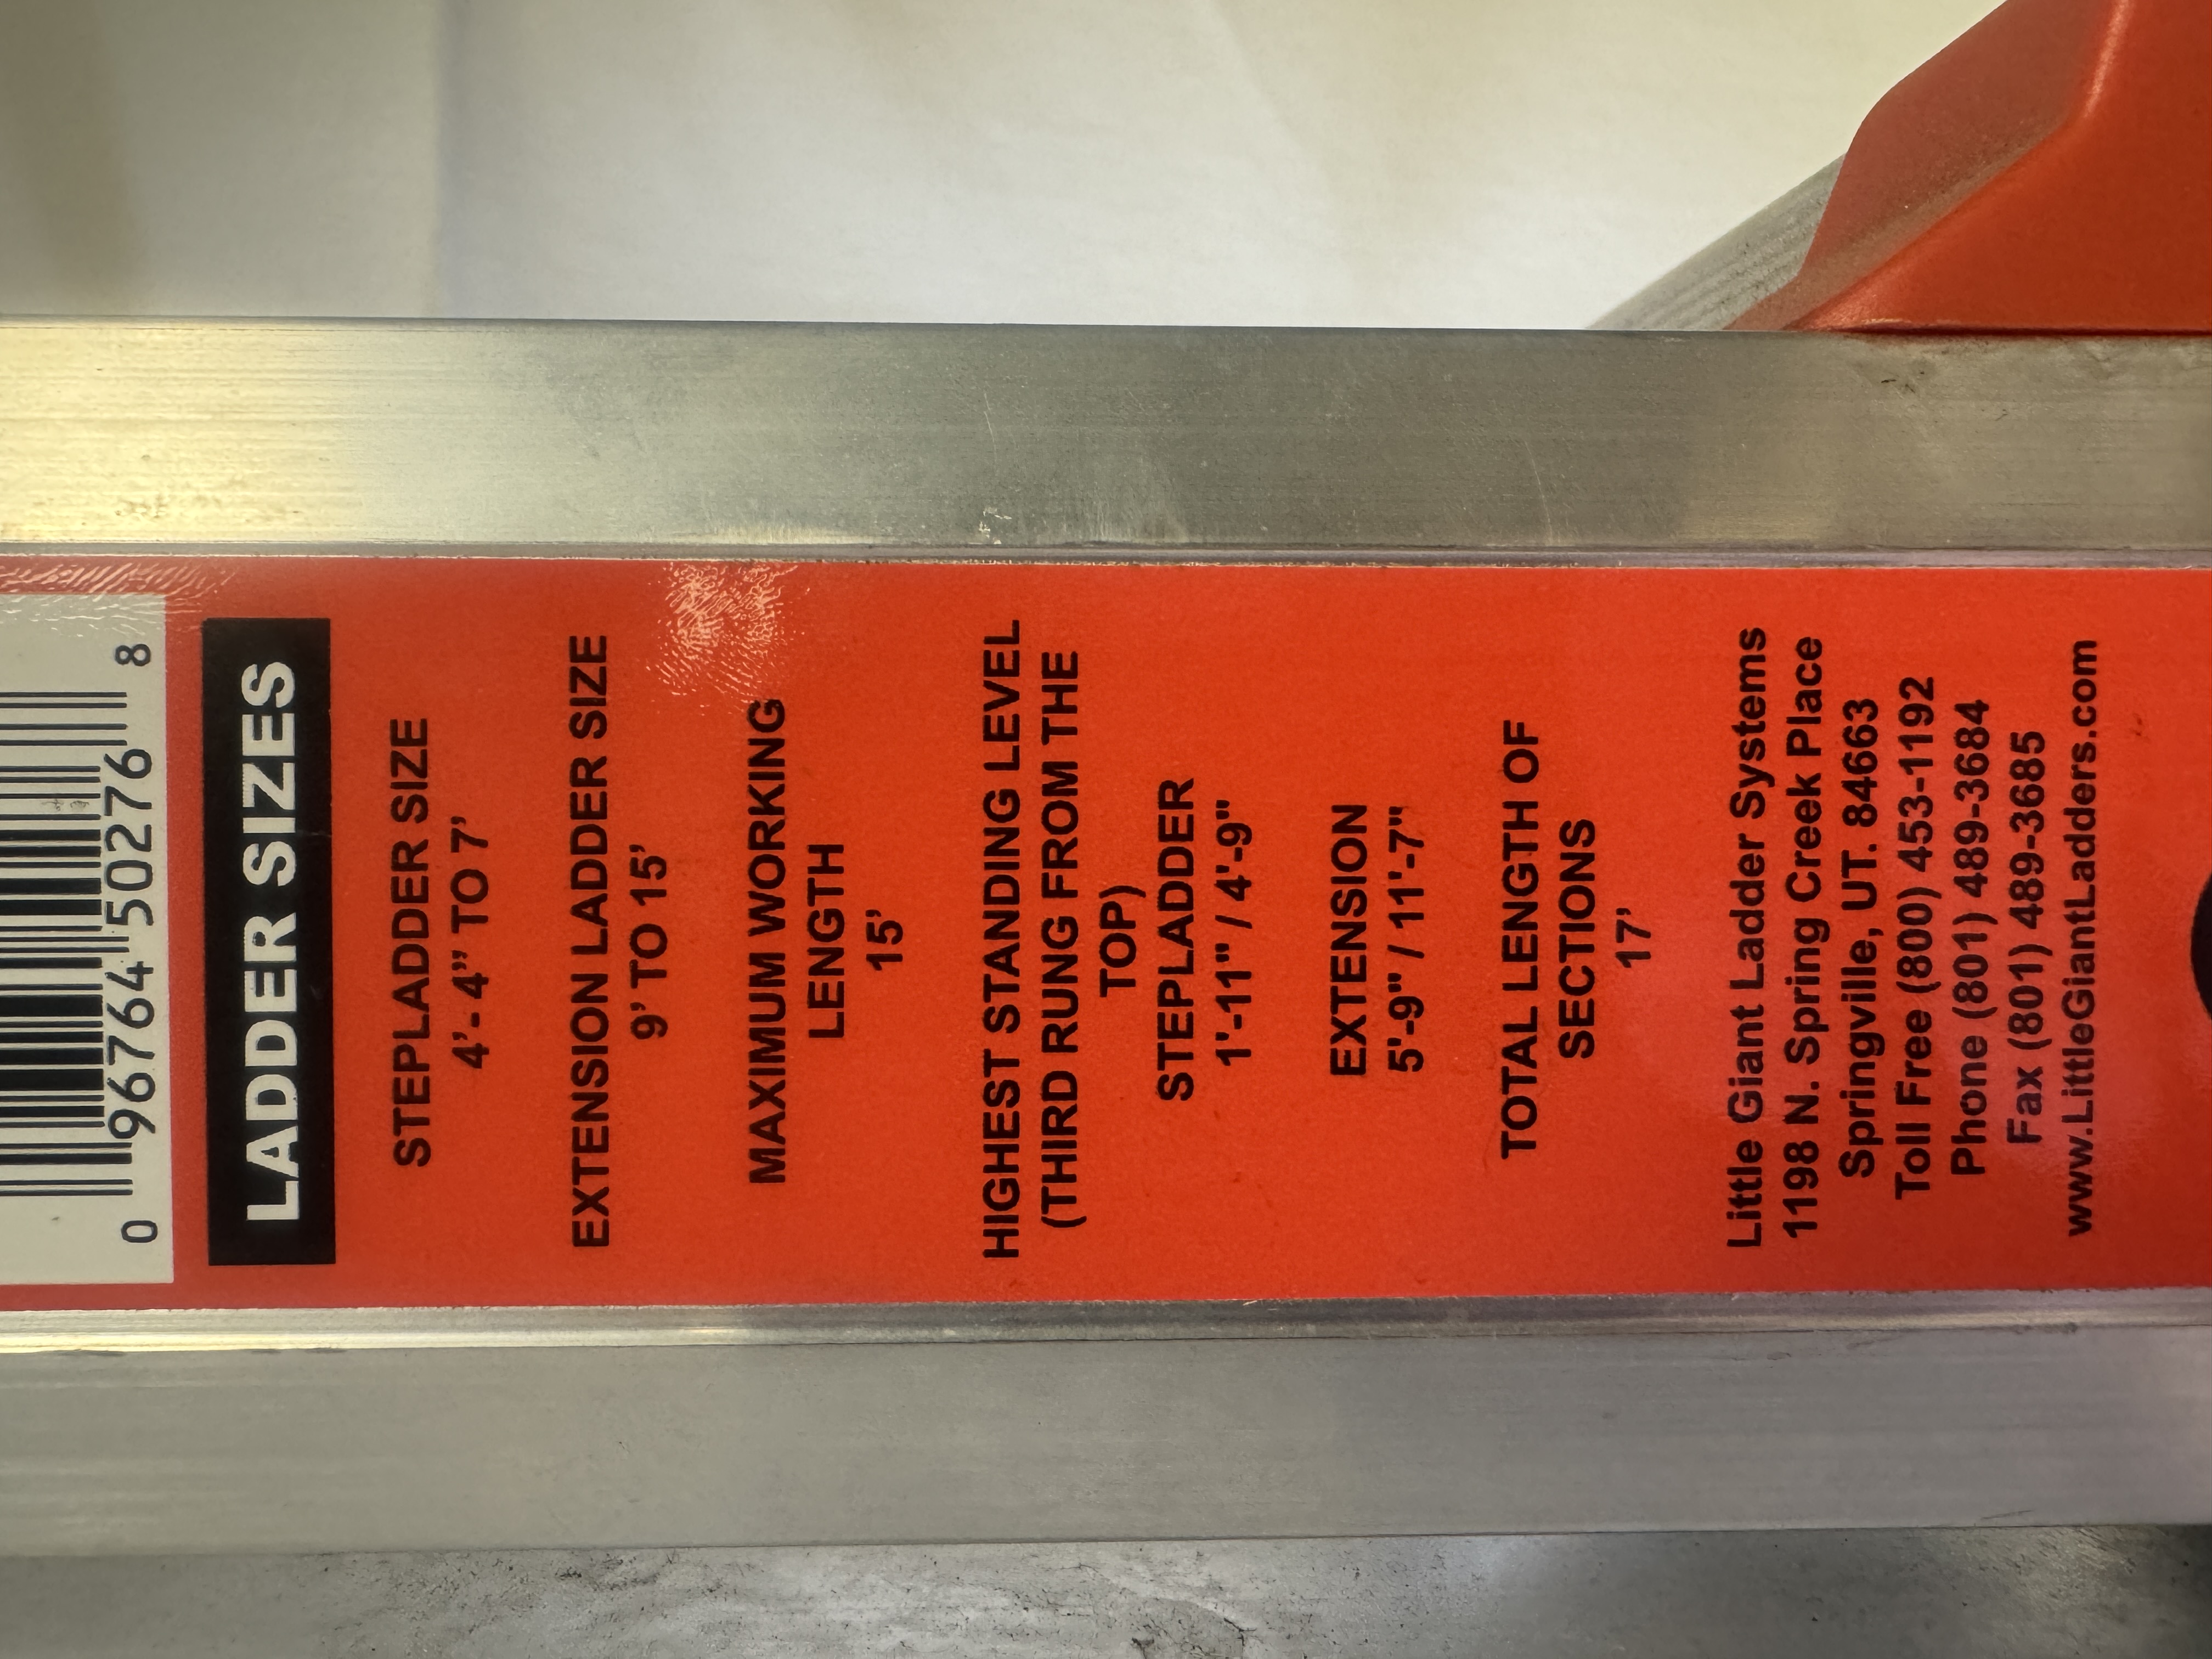 0 96764 50276 8
LADDER SIZES
STEPLADDER SIZE
4’- 4” TO 7’
EXTENSION LADDER SIZE
9’ TO 15’
MAXIMUM WORKING
LENGTH
15’
HIGHEST STANDING LEVEL
(THIRD RUNG FROM THE
TOP)
STEPLADDER
1'-11" / 4'-9"
EXTENSION
5'-9" / 11'-7"
TOTAL LENGTH OF
SECTIONS
17’
Little Giant Ladder Systems
1198 N. Spring Creek Place
Springville, UT. 84663
Toll Free (800) 453-1192
Phone (801) 489-3684
Fax (801) 489-3685
www.LittleGiantLadders.com